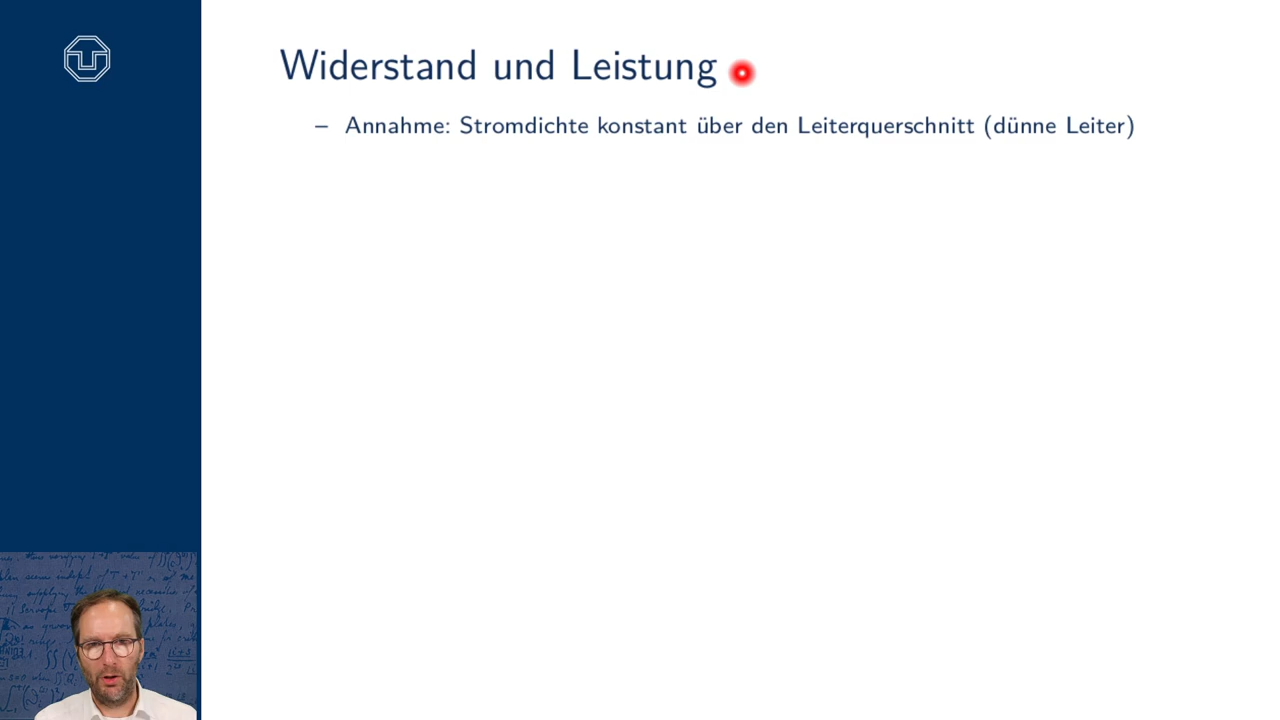 Widerstand und Leistung
– Annahme: Stromdichte konstant über den Leiterquerschnitt (dünne Leiter)